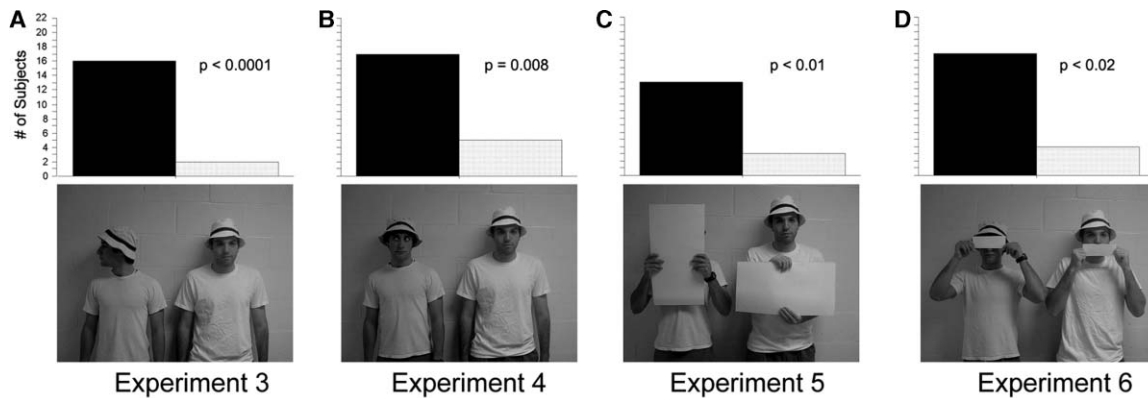 A
22
20
18
16
14
12
10
8
6
4
2
0
# of Subjects
p < 0.0001
Experiment 3
B
p = 0.008
Experiment 4
C
p < 0.01
Experiment 5
D
p < 0.02
Experiment 6